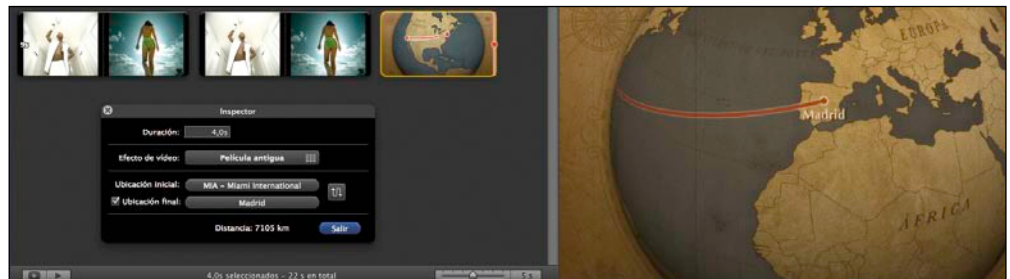 Inspector
Duración: 4,0s
Efecto de vídeo: Película antigua
Ubicación inicial: MIA – Miami International
Ubicación final: Madrid
Distancia: 7105 km Salir
4,0s seleccionados – 22 s en total
5 s
EUROPA
Madrid
ÁFRICA